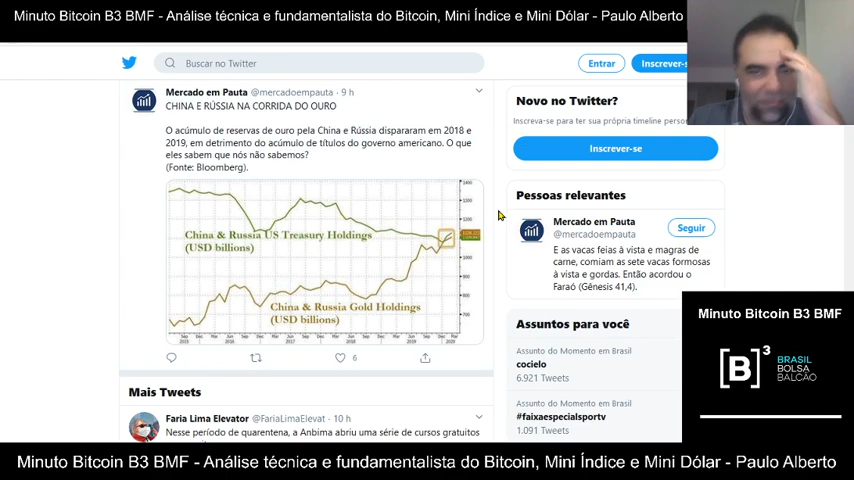 Minuto Bitcoin B3 BMF - Análise técnica e fundamentalista do Bitcoin, Mini Índice e Mini Dólar - Paulo Alberto
Buscar no Twitter
Entrar
Mercado em Pauta @mercadoempauta · 9 h
CHINA E RÚSSIA NA CORRIDA DO OURO
O acúmulo de reservas de ouro pela China e Rússia dispararam em 2018 e
2019, em detrimento do acúmulo de títulos do governo americano. O que
eles sabem que nós não sabemos?
(Fonte: Bloomberg).
China & Russia US Treasury Holdings
(USD billions)
China & Russia Gold Holdings
(USD billions)
6
Mais Tweets
Faria Lima Elevator @FariaLimaElevat · 10 h
Nesse período de quarentena, a Anbima abriu uma série de cursos gratuitos
Novo no Twitter?
Inscreva-se para ter sua própria timeline
Inscreva-se
Pessoas relevantes
Mercado em Pauta
@mercadoempauta
Seguir
E as vacas feias à vista e magras de
carne, comiam as sete vacas formosas
à vista e gordas. Então acordou o
Faraó (Gênesis 41,4).
Assuntos para você
Assunto do Momento em Brasil
cocielo
6.921 Tweets
Assunto do Momento em Brasil
#faixaespecialsportv
1.091 Tweets
Minuto Bitcoin B3 BMF
[B]³ BRASIL
BOLSA
BALCÃO
Minuto Bitcoin B3 BMF - Análise técnica e fundamentalista do Bitcoin, Mini Índice e Mini Dólar - Paulo Alberto